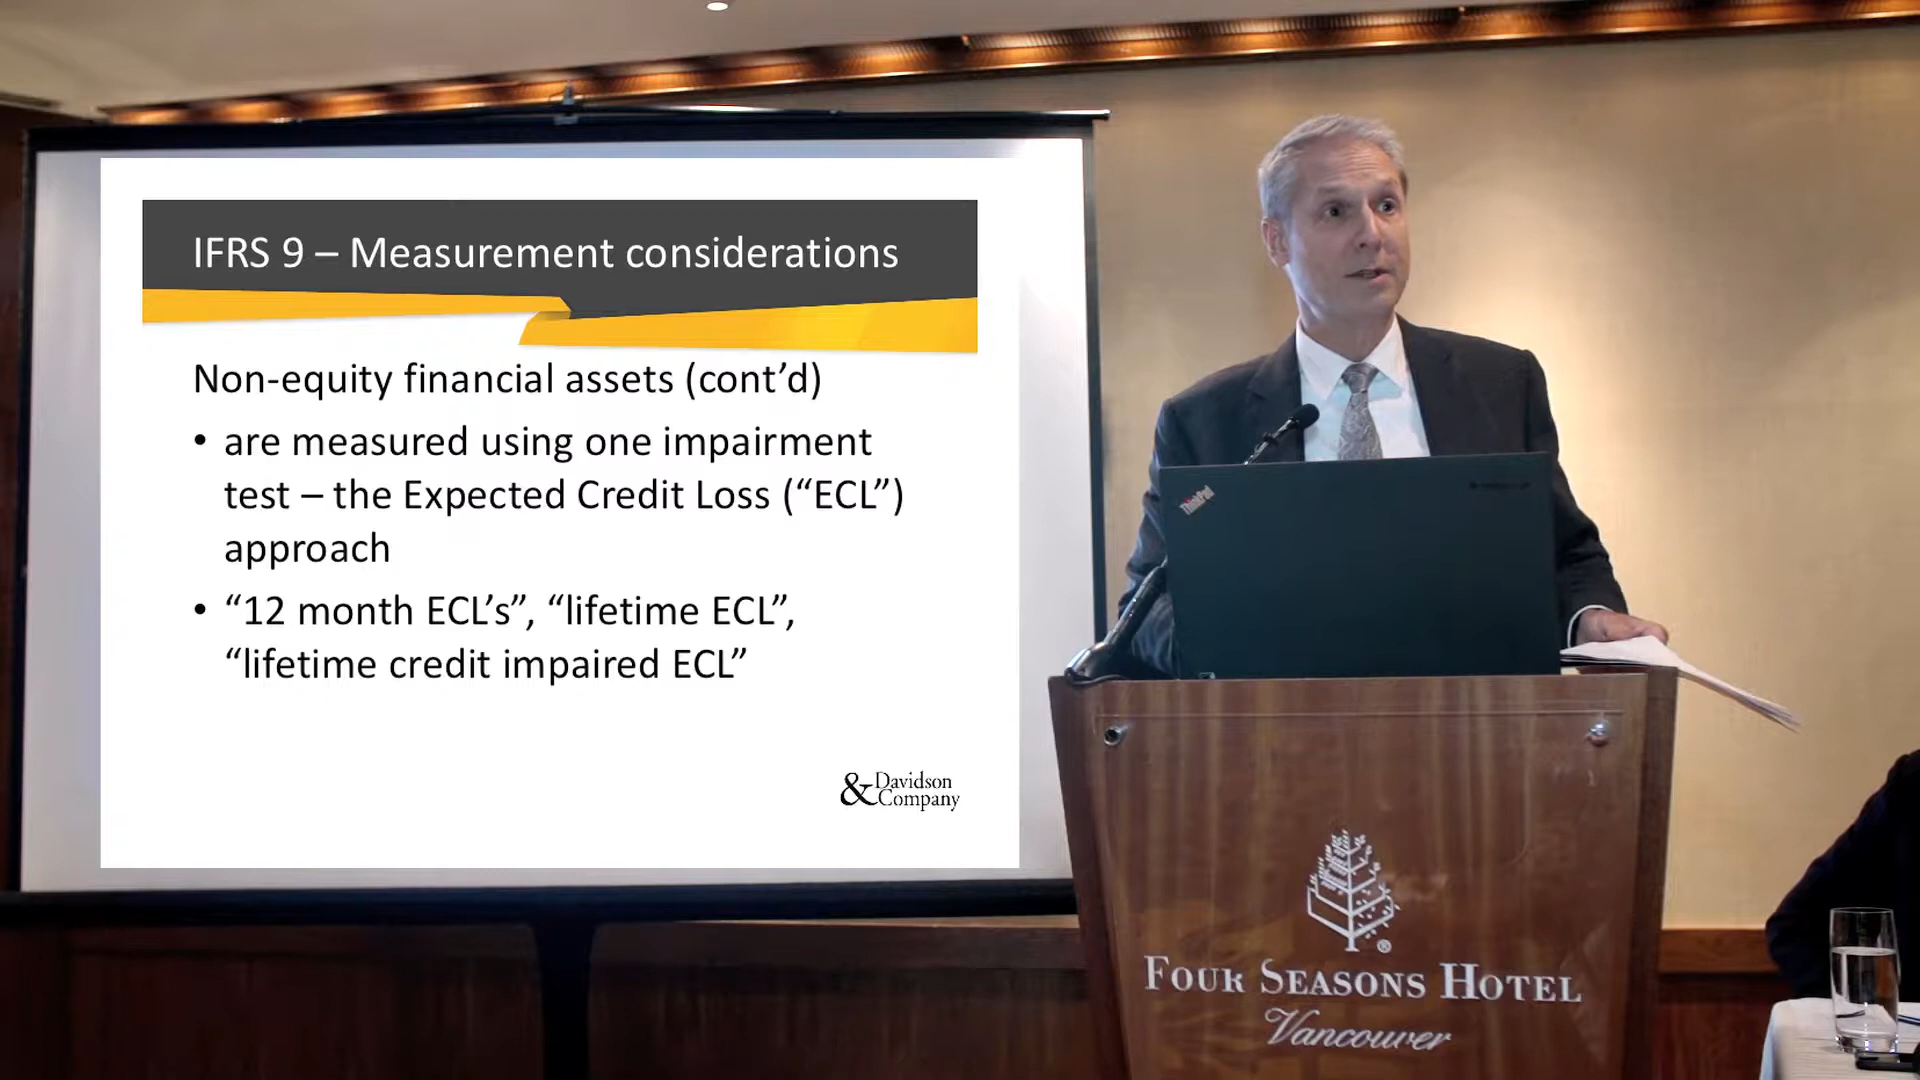 IFRS 9 – Measurement considerations
Non-equity financial assets (cont’d)
• are measured using one impairment
test – the Expected Credit Loss (“ECL”)
approach
• “12 month ECL’s”, “lifetime ECL”,
“lifetime credit impaired ECL”
& Davidson
Company
ThinkPad
®
FOUR SEASONS HOTEL
Vancouver